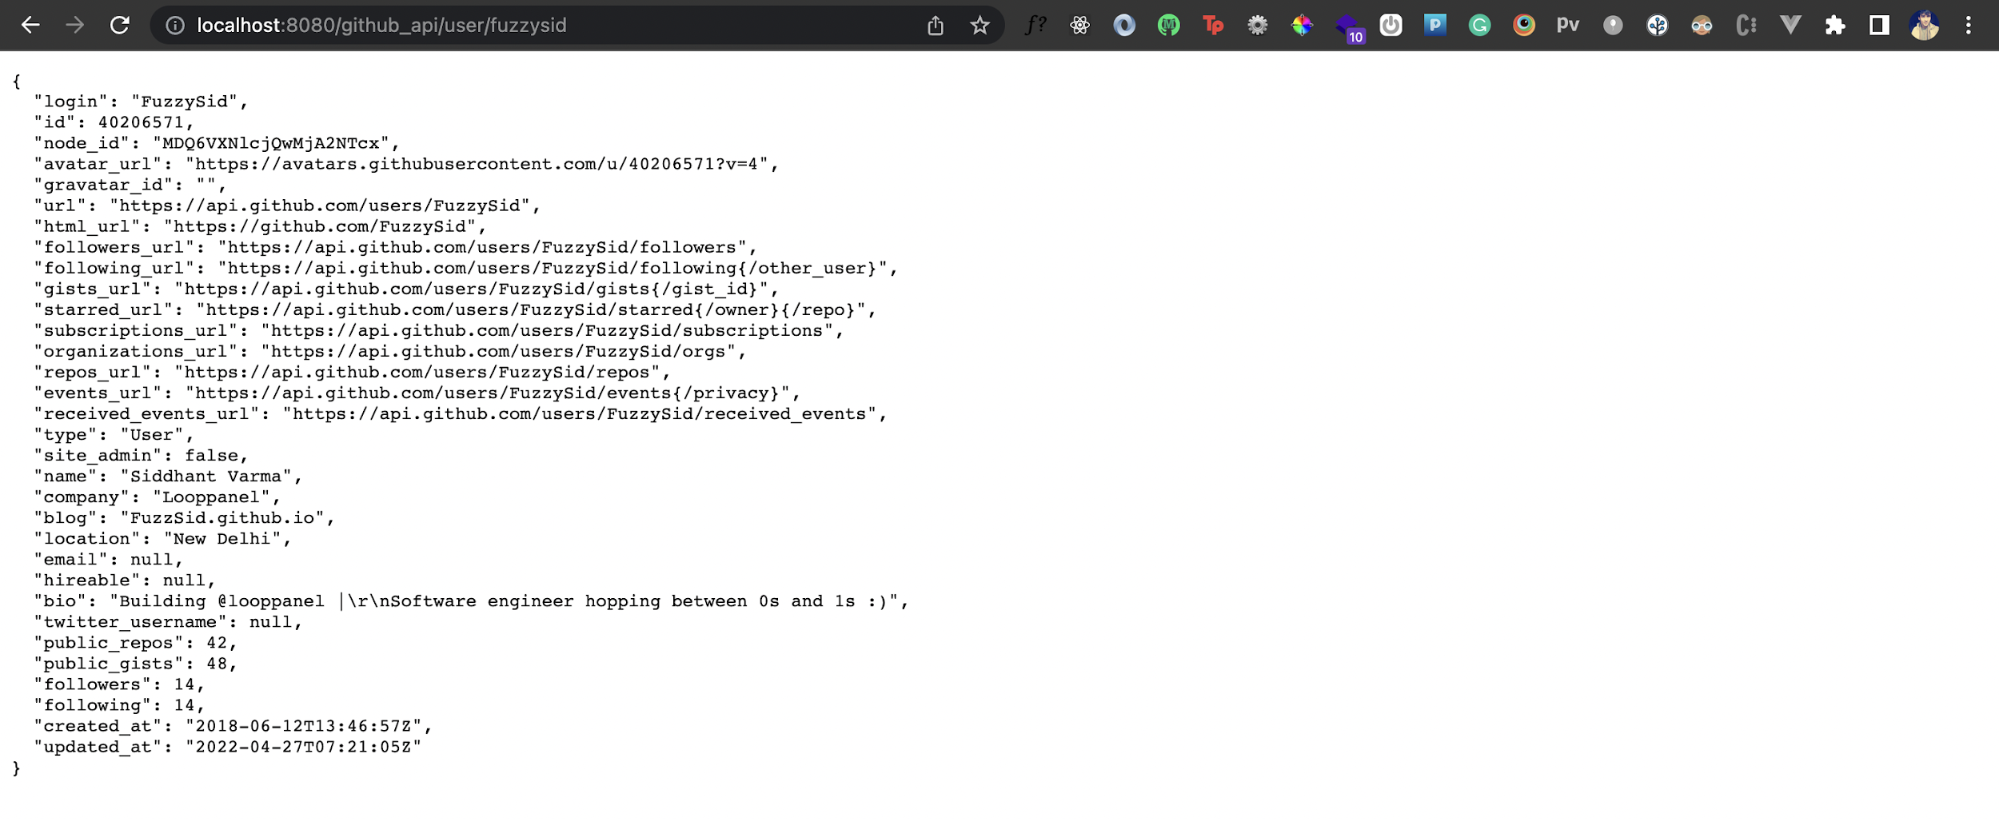 localhost:8080/github_api/user/fuzzysid
f?
Tp
10
P
G
Pv
{
"login": "FuzzySid",
"id": 40206571,
"node_id": "MDQ6VXNlcjQwMjA2NTcx",
"avatar_url": "https://avatars.githubusercontent.com/u/40206571?v=4",
"gravatar_id": "",
"url": "https://api.github.com/users/FuzzySid",
"html_url": "https://github.com/FuzzySid",
"followers_url": "https://api.github.com/users/FuzzySid/followers",
"following_url": "https://api.github.com/users/FuzzySid/following{/other_user}",
"gists_url": "https://api.github.com/users/FuzzySid/gists{/gist_id}",
"starred_url": "https://api.github.com/users/FuzzySid/starred{/owner}{/repo}",
"subscriptions_url": "https://api.github.com/users/FuzzySid/subscriptions",
"organizations_url": "https://api.github.com/users/FuzzySid/orgs",
"repos_url": "https://api.github.com/users/FuzzySid/repos",
"events_url": "https://api.github.com/users/FuzzySid/events{/privacy}",
"received_events_url": "https://api.github.com/users/FuzzySid/received_events",
"type": "User",
"site_admin": false,
"name": "Siddhant Varma",
"company": "Looppanel",
"blog": "FuzzSid.github.io",
"location": "New Delhi",
"email": null,
"hireable": null,
"bio": "Building @looppanel |\r\nSoftware engineer hopping between 0s and 1s :)",
"twitter_username": null,
"public_repos": 42,
"public_gists": 48,
"followers": 14,
"following": 14,
"created_at": "2018-06-12T13:46:57Z",
"updated_at": "2022-04-27T07:21:05Z"
}